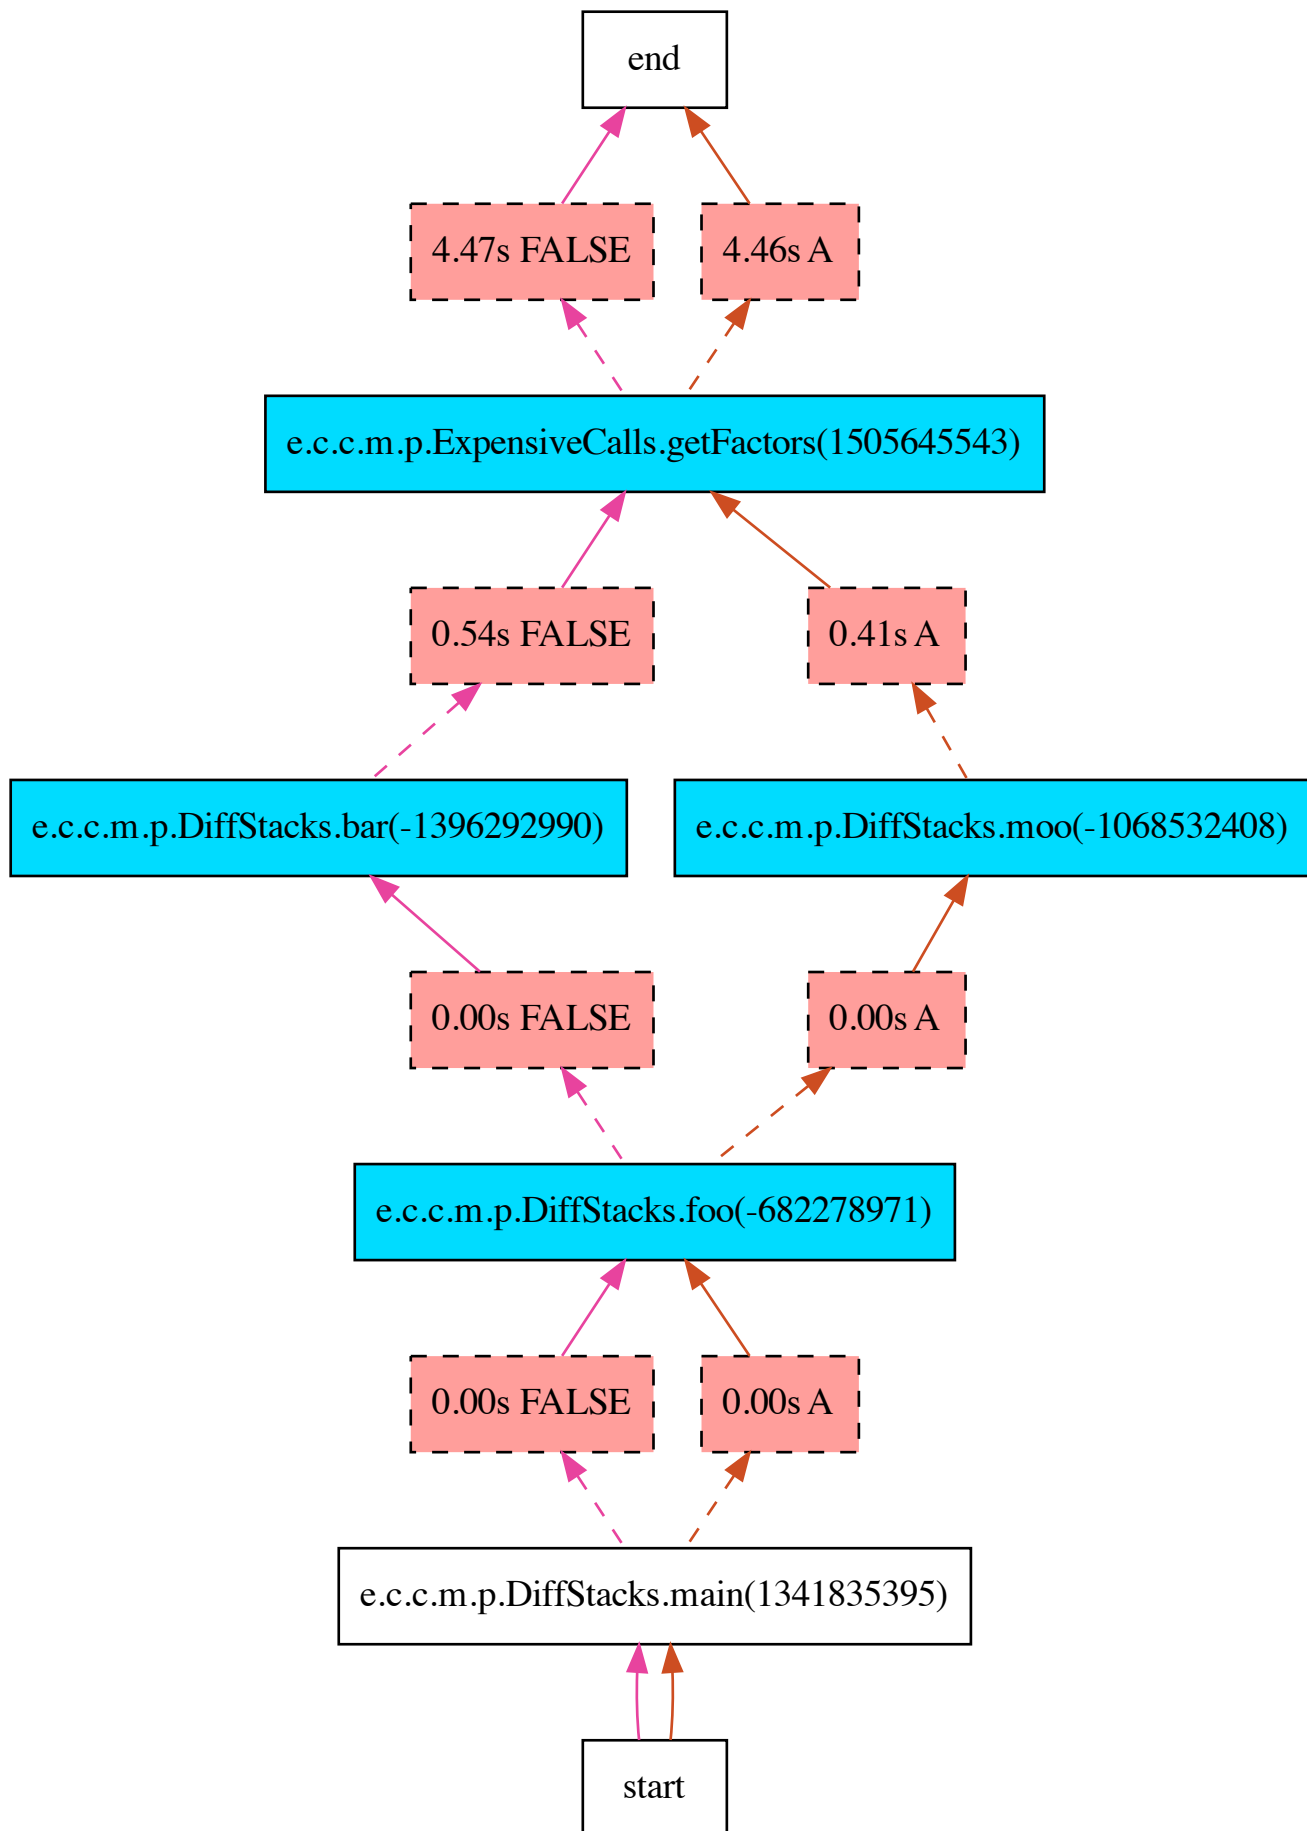 end
4.47s FALSE
4.46s A
e.c.c.m.p.ExpensiveCalls.getFactors(1505645543)
0.54s FALSE
0.41s A
e.c.c.m.p.DiffStacks.bar(-1396292990)
e.c.c.m.p.DiffStacks.moo(-1068532408)
0.00s FALSE
0.00s A
e.c.c.m.p.DiffStacks.foo(-682278971)
0.00s FALSE
0.00s A
e.c.c.m.p.DiffStacks.main(1341835395)
start